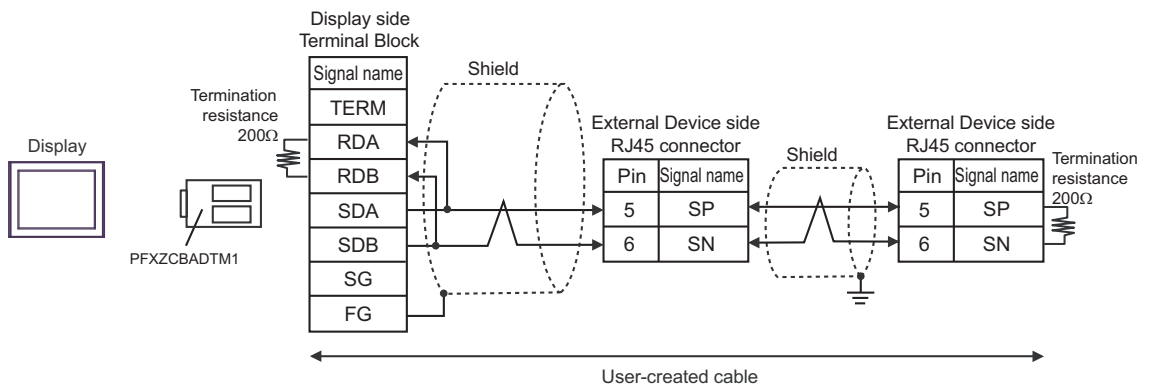 Display side
Terminal Block
Signal name
TERM
RDA
RDB
SDA
SDB
SG
FG
Termination
resistance
200Ω
Display
PFXZCBADTM1
Shield
External Device side
RJ45 connector
Pin Signal name
5 SP
6 SN
Shield
External Device side
RJ45 connector
Pin Signal name
5 SP
6 SN
Termination
resistance
200Ω
User-created cable